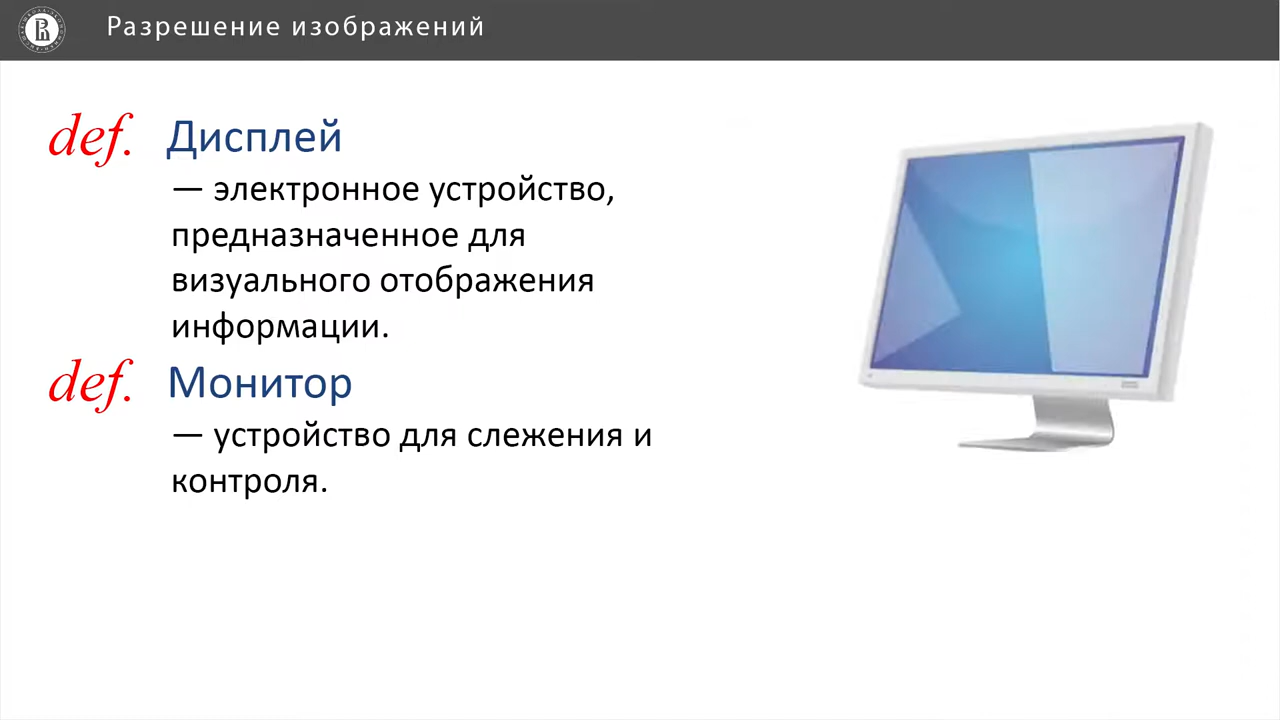 Разрешение изображений
def. Дисплей
— электронное устройство,
предназначенное для
визуального отображения
информации.
def. Монитор
— устройство для слежения и
контроля.